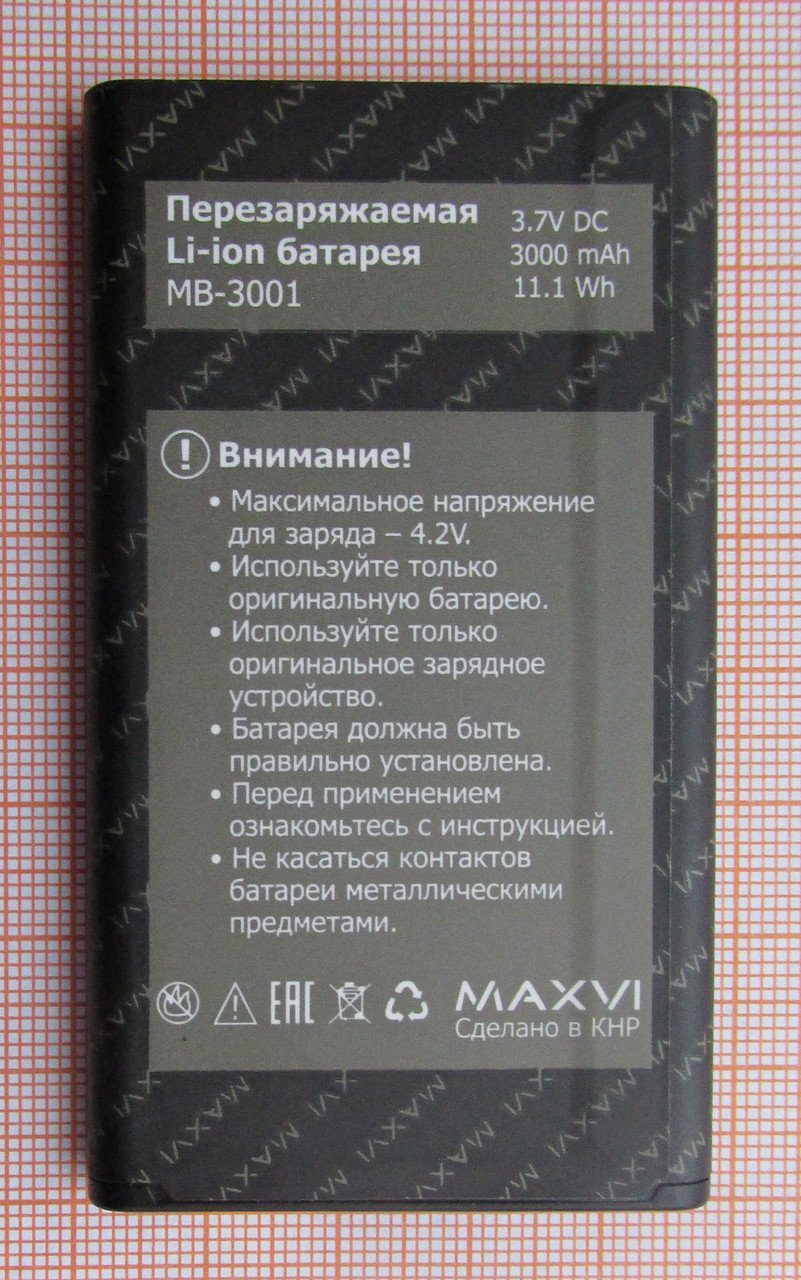 Перезаряжаемая
Li-ion батарея
MB-3001
3.7V DC
3000 mAh
11.1 Wh
! Внимание!
• Максимальное напряжение
для заряда – 4.2V.
• Используйте только
оригинальную батарею.
• Используйте только
оригинальное зарядное
устройство.
• Батарея должна быть
правильно установлена.
• Перед применением
ознакомьтесь с инструкцией.
• Не касаться контактов
батареи металлическими
предметами.
EAC
MAXVI
Сделано в КНР